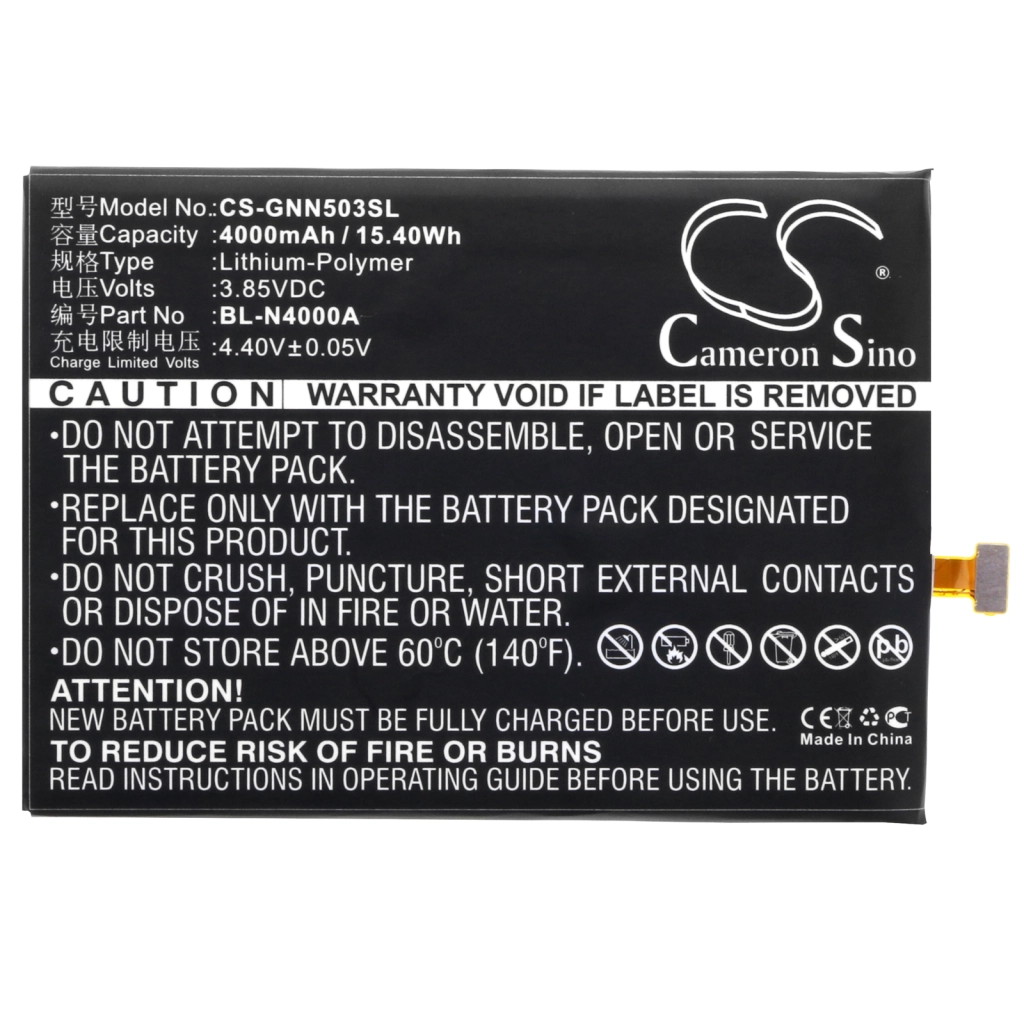 型号Model No.: CS-GNN503SL
容量Capacity :4000mAh / 15.40Wh
规格Type :Lithium-Polymer
电压Volts :3.85VDC
编号Part No :BL-N4000A
充电限制电压 :4.40V±0.05V
Charge Limited Volts
CS
®
Cameron Sino
CAUTION WARRANTY VOID IF LABEL IS REMOVED
•DO NOT ATTEMPT TO DISASSEMBLE, OPEN OR SERVICE
THE BATTERY PACK.
•REPLACE ONLY WITH THE BATTERY PACK DESIGNATED
FOR THIS PRODUCT.
•DO NOT CRUSH, PUNCTURE, SHORT EXTERNAL CONTACTS
OR DISPOSE OF IN FIRE OR WATER.
•DO NOT STORE ABOVE 60°C (140°F).
Pb
ATTENTION!
NEW BATTERY PACK MUST BE FULLY CHARGED BEFORE USE.
CE PCT
Made In China
TO REDUCE RISK OF FIRE OR BURNS
READ INSTRUCTIONS IN OPERATING GUIDE BEFORE USING THE BATTERY.